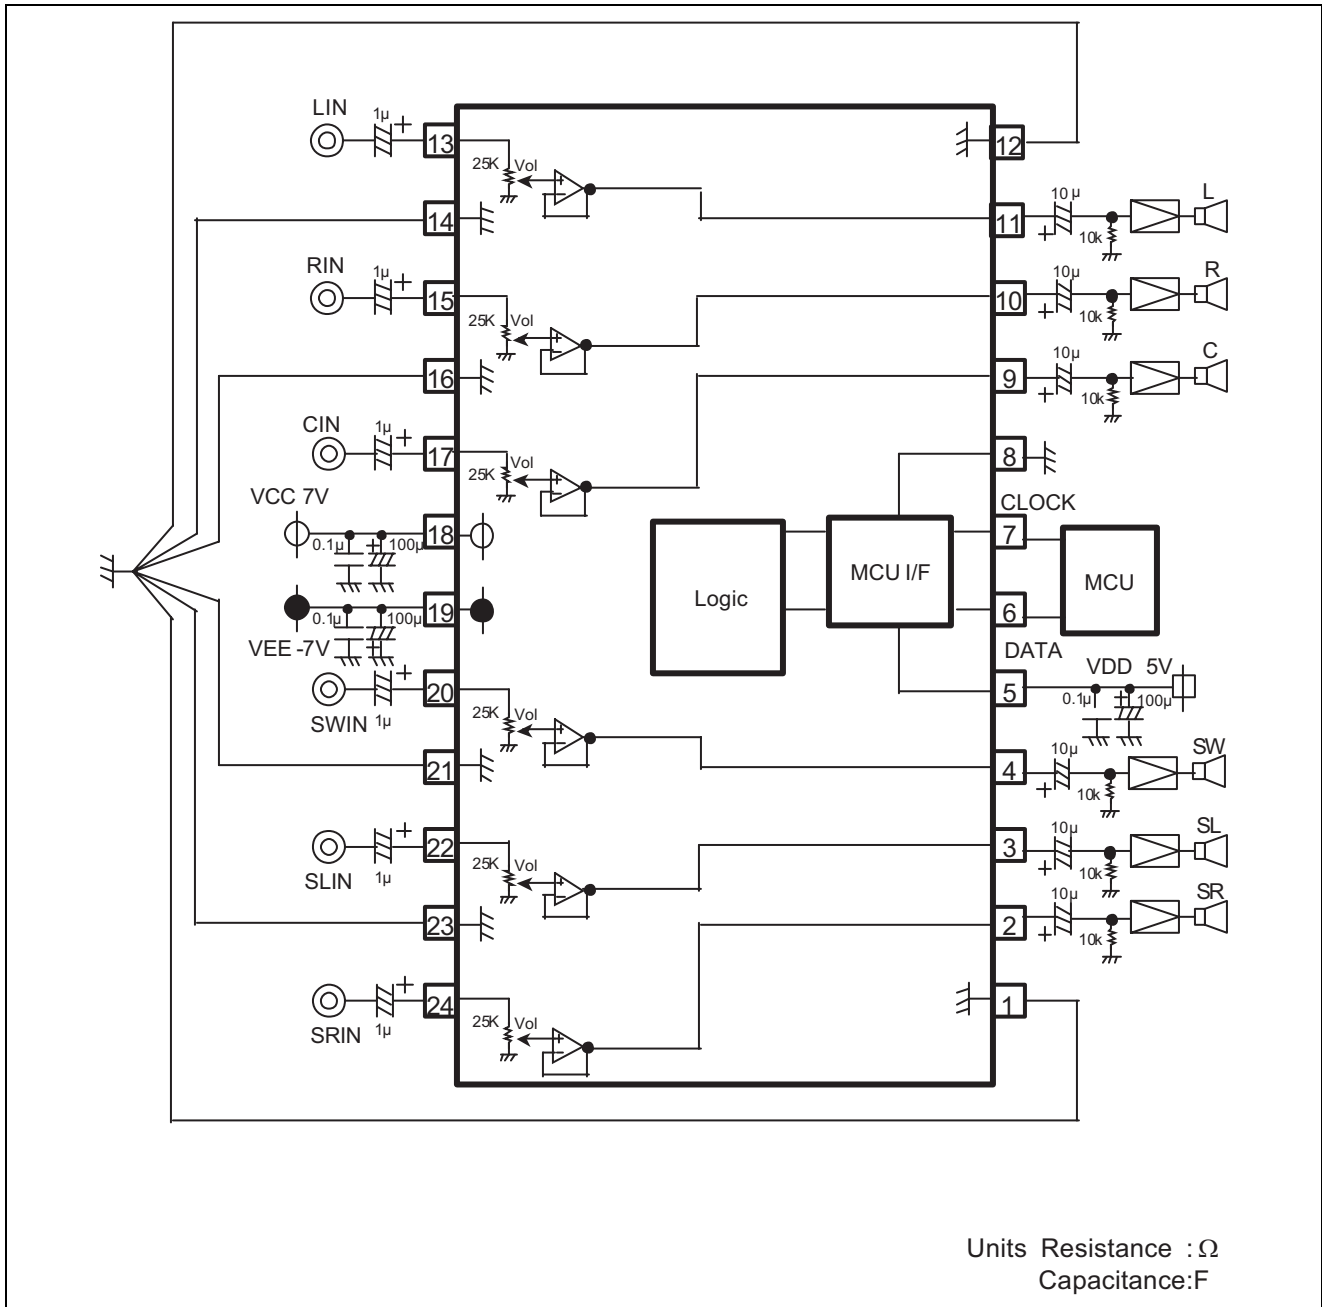 LIN
1μ
+
13
25K
Vol
12
14
11
10 μ
+
10k
L
RIN
1μ
+
15
25K
Vol
10
10μ
+
10k
R
16
9
10μ
+
10k
C
CIN
1μ
+
17
25K
Vol
8
VCC 7V
0.1μ
+
100μ
18
CLOCK
7
MCU I/F
Logic
MCU
0.1μ
100μ
+
19
6
VEE -7V
DATA
SWIN
1μ
+
20
25K
Vol
5
VDD 5V
0.1μ
+
100μ
21
4
10μ
+
10k
SW
SLIN
1μ
+
22
25K
Vol
3
10μ
+
10k
SL
23
2
10μ
+
10k
SR
SRIN
1μ
+
24
25K
Vol
1
Units Resistance : Ω
Capacitance:F